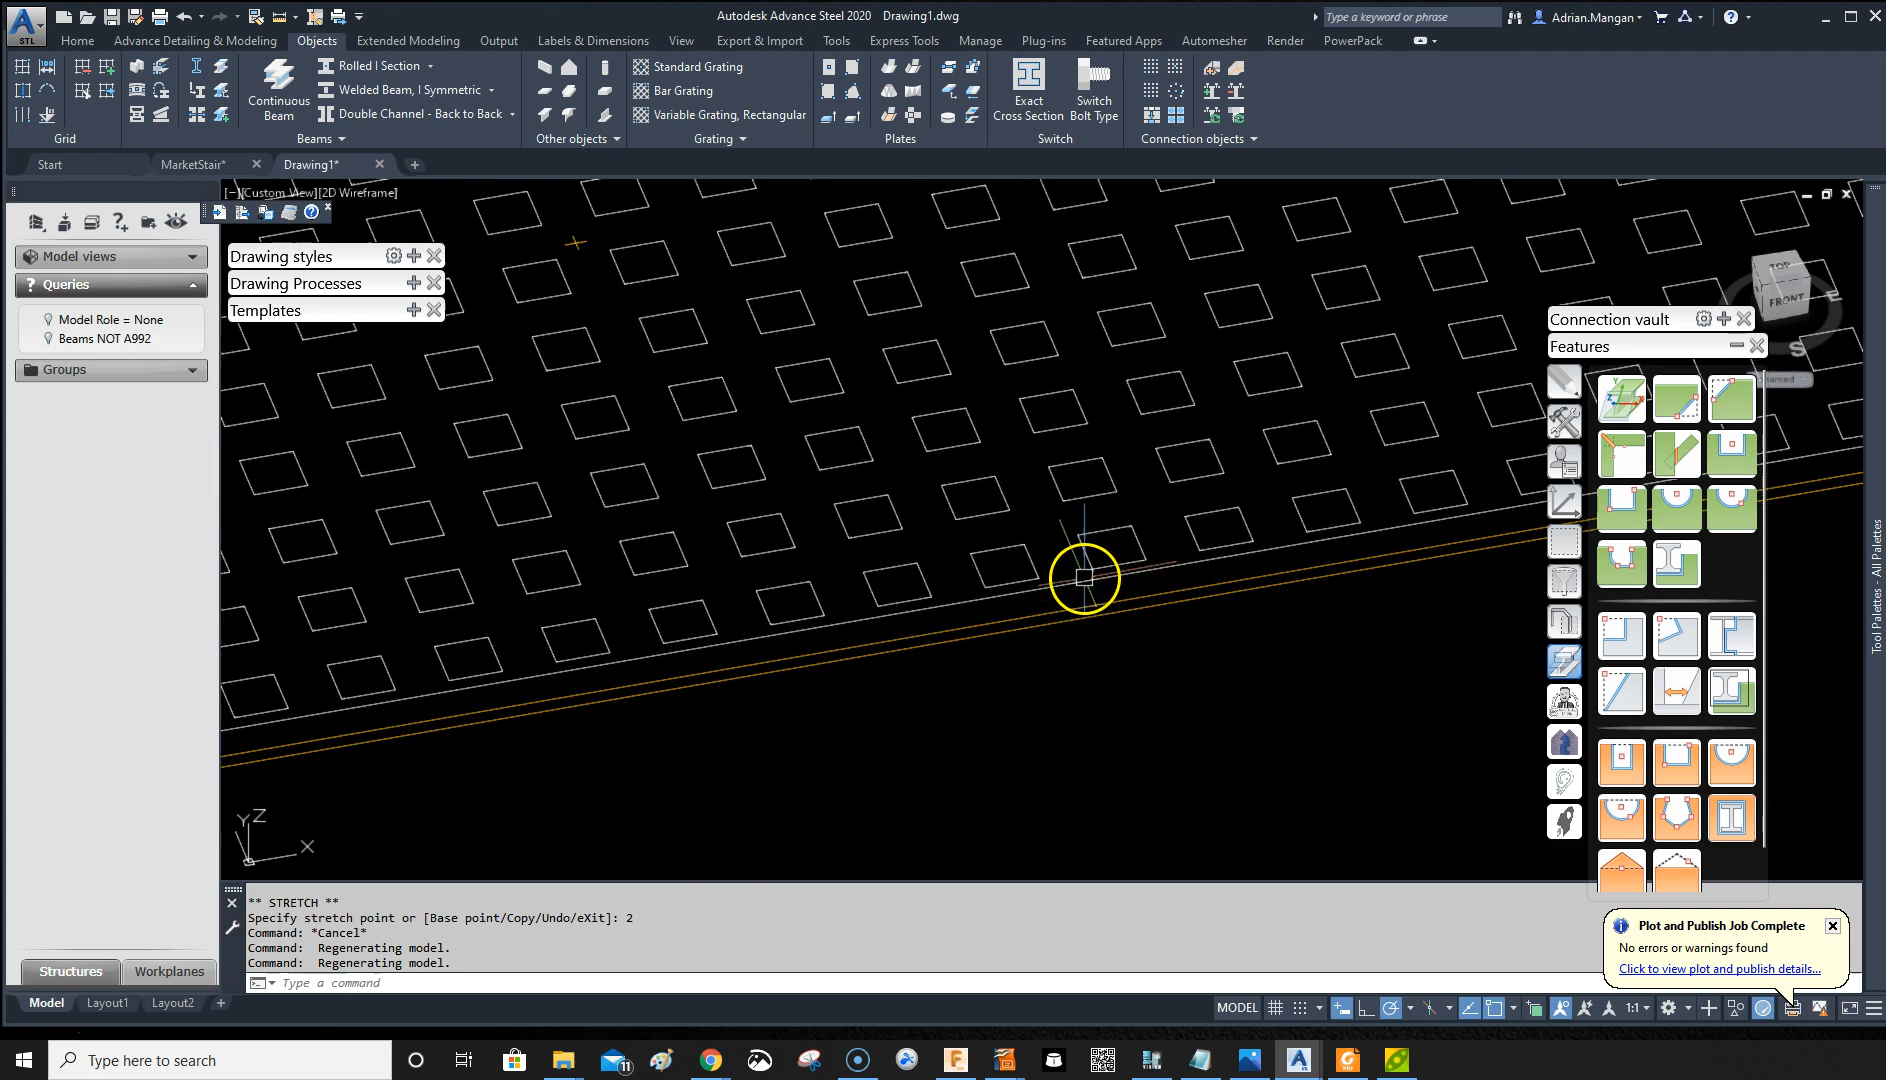 STL
Autodesk Advance Steel 2020 Drawing1.dwg
Type a keyword or phrase
Adrian.Mangan
Home
Advance Detailing & Modeling
Objects
Extended Modeling
Output
Labels & Dimensions
View
Export & Import
Tools
Express Tools
Manage
Plug-ins
Featured Apps
Automesher
Render
PowerPack
Continuous
Beam
Rolled I Section
Welded Beam, I Symmetric
Double Channel - Back to Back
Standard Grating
Bar Grating
Variable Grating, Rectangular
Exact
Cross Section
Switch
Bolt Type
Grid
Beams
Other objects
Grating
Plates
Switch
Connection objects
Start
MarketStair*
Drawing1*
[−][Custom View][2D Wireframe]
Model views
Queries
Model Role = None
Beams NOT A992
Groups
Drawing styles
Drawing Processes
Templates
TOP
FRONT
E
S
Connection vault
Features
Tool Palettes - All Palettes
Y
Z
X
** STRETCH **
Specify stretch point or [Base point/Copy/Undo/eXit]: 2
Command: *Cancel*
Command:  Regenerating model.
Command:  Regenerating model.
Type a command
Structures
Workplanes
Plot and Publish Job Complete
No errors or warnings found
Click to view plot and publish details...
Model
Layout1
Layout2
MODEL
1:1
Type here to search
11